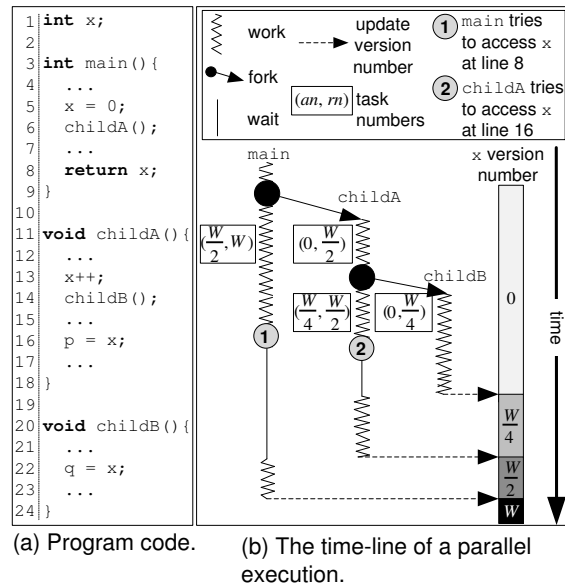 1 int x;
2
3 int main(){
4 ...
5 x = 0;
6 childA();
7 ...
8 return x;
9 }
10
11 void childA(){
12 ...
13 x++;
14 childB();
15 ...
16 p = x;
17 ...
18 }
19
20 void childB(){
21 ...
22 q = x;
23 ...
24 }
(a) Program code.
work
fork
wait
update
version
number
(an, rn) task
numbers
1 main tries
to access x
at line 8
2 childA tries
to access x
at line 16
main
x version
number
childA
(W/2, W)
(0, W/2)
childB
(W/4, W/2)
(0, W/4)
1
2
0
W/4
W/2
W
time
(b) The time-line of a parallel
execution.